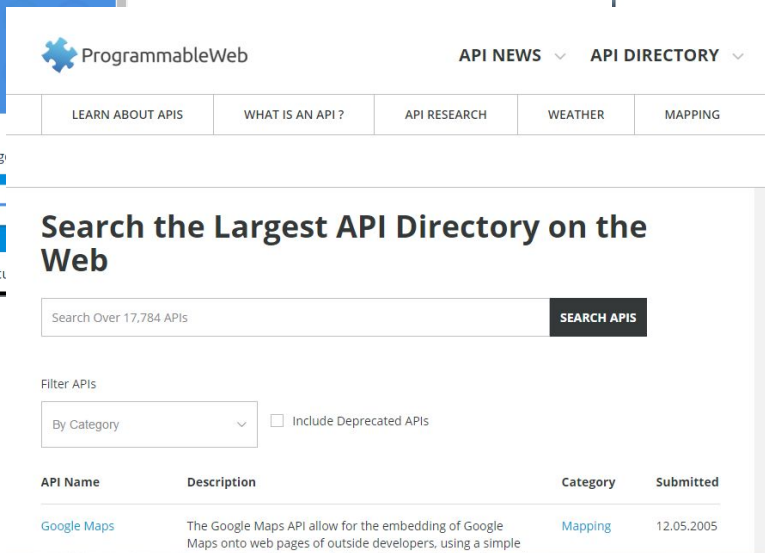 ProgrammableWeb
API NEWS API DIRECTORY
LEARN ABOUT APIS WHAT IS AN API ? API RESEARCH WEATHER MAPPING
Search the Largest API Directory on the
Web
Search Over 17,784 APIs SEARCH APIS
Filter APIs
By Category Include Deprecated APIs
API Name Description Category Submitted
Google Maps The Google Maps API allow for the embedding of Google Mapping 12.05.2005
Maps onto web pages of outside developers, using a simple